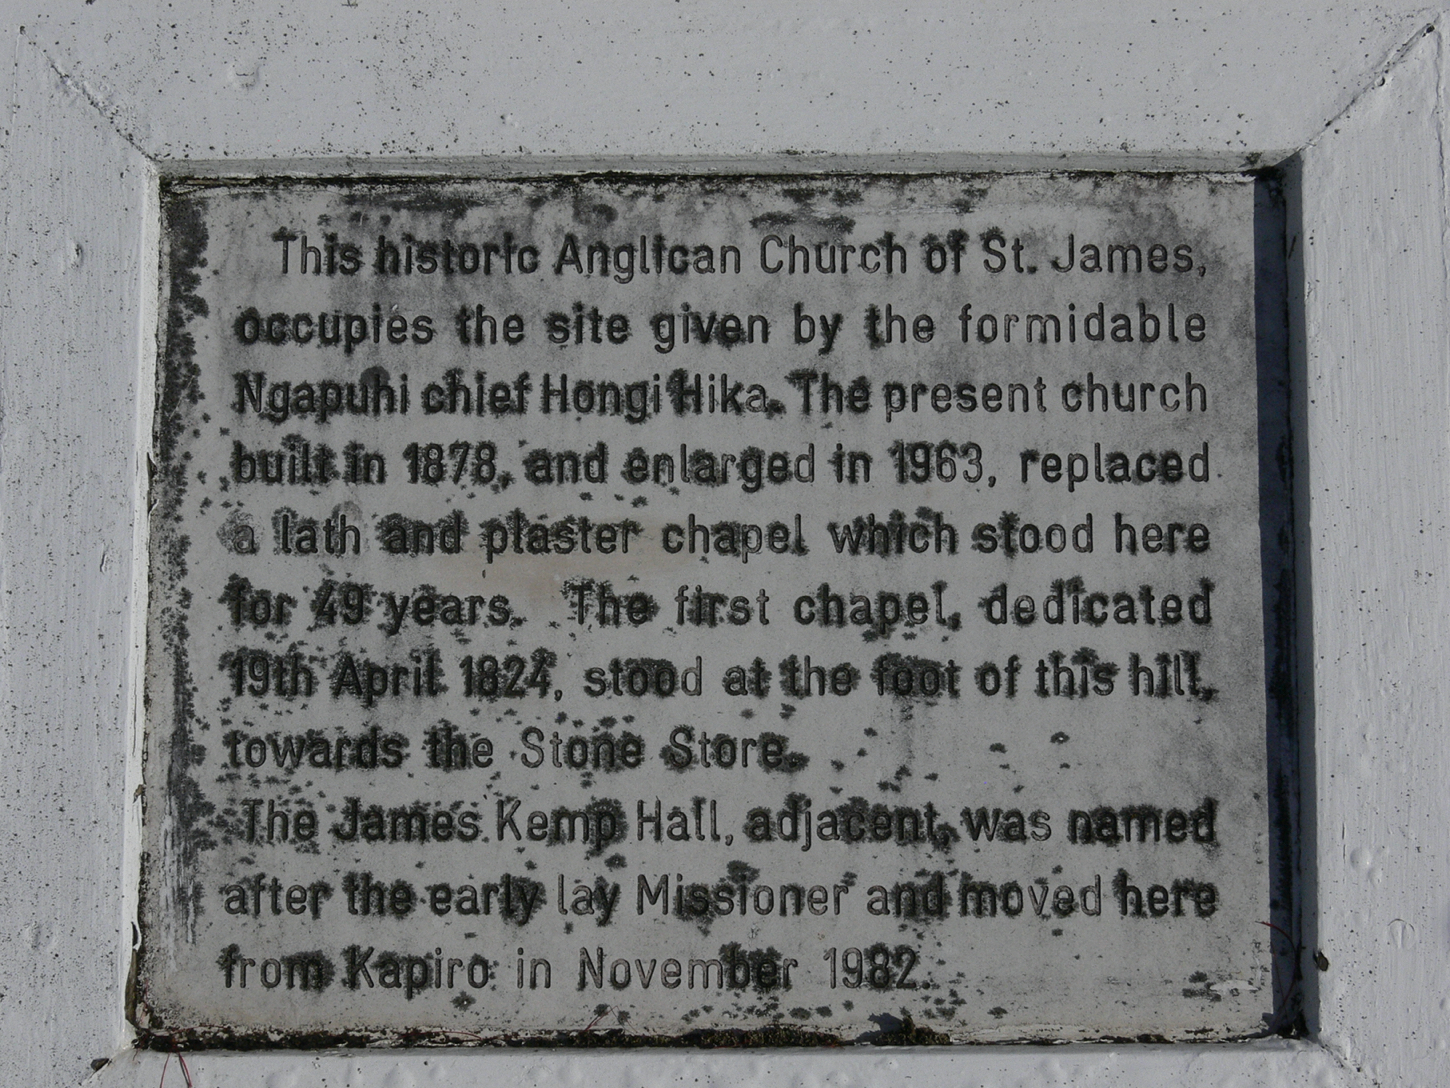 This historic Anglican Church of St. James,
occupies the site given by the formidable
Ngapuhi chief Hongi Hika. The present church
built in 1878, and enlarged in 1963, replaced
a lath and plaster chapel which stood here
for 49 years. The first chapel, dedicated
19th April 1824, stood at the foot of this hill,
towards the Stone Store.
The James Kemp Hall, adjacent, was named
after the early lay Missioner and moved here
from Kapiro in November 1982.